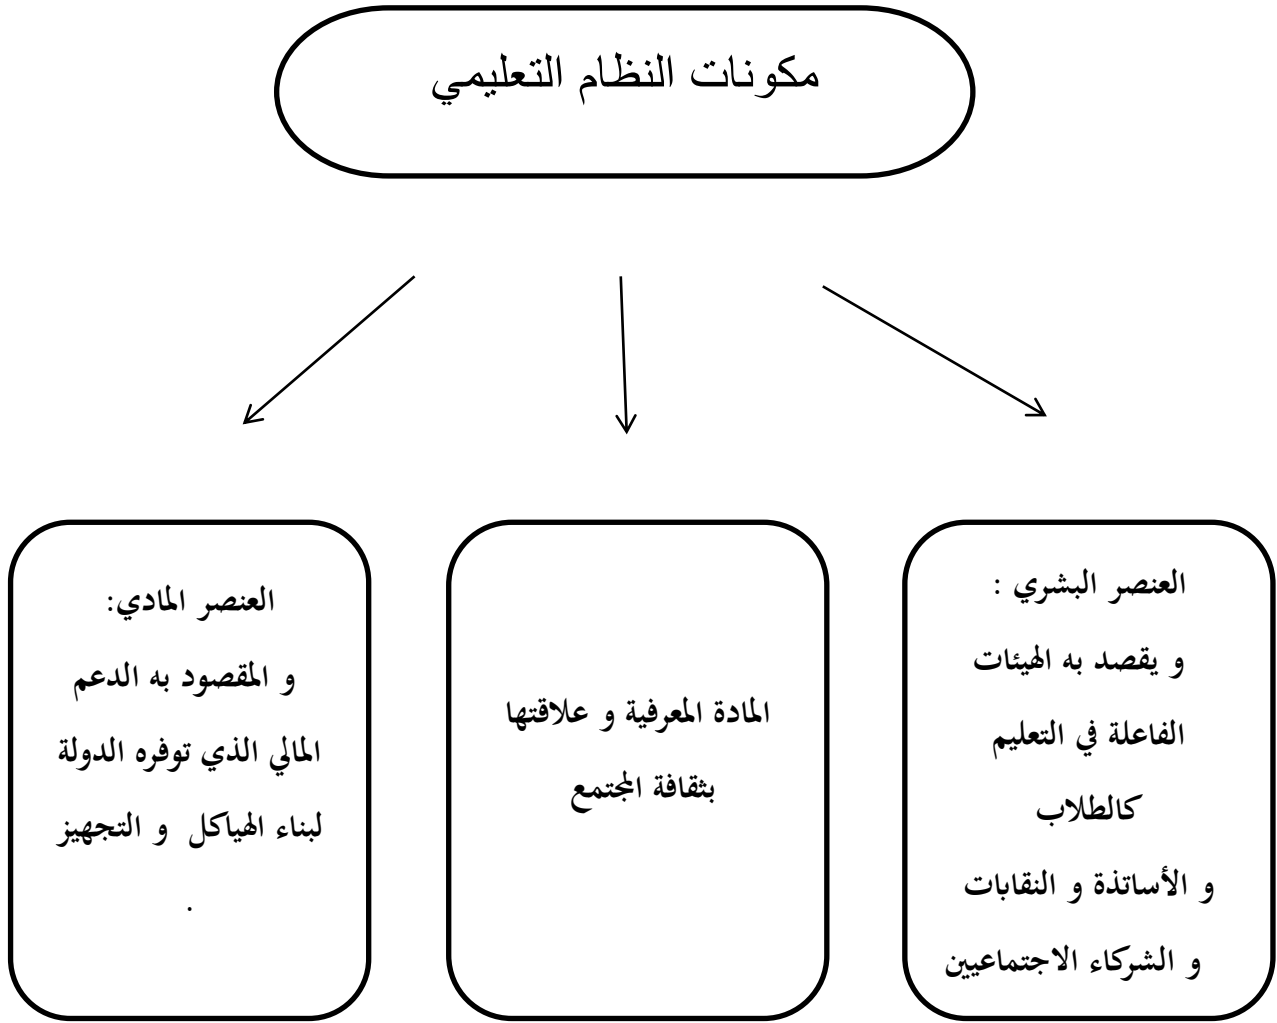 مكونات النظام التعليمي
العنصر البشري :
و يقصد به الهيئات
الفاعلة في التعليم
كالطلاب
و الأساتذة و النقابات
و الشركاء الاجتماعيين
المادة المعرفية و علاقتها
بثقافة المجتمع
العنصر المادي:
و المقصود به الدعم
المالي الذي توفره الدولة
لبناء الهياكل و التجهيز
.